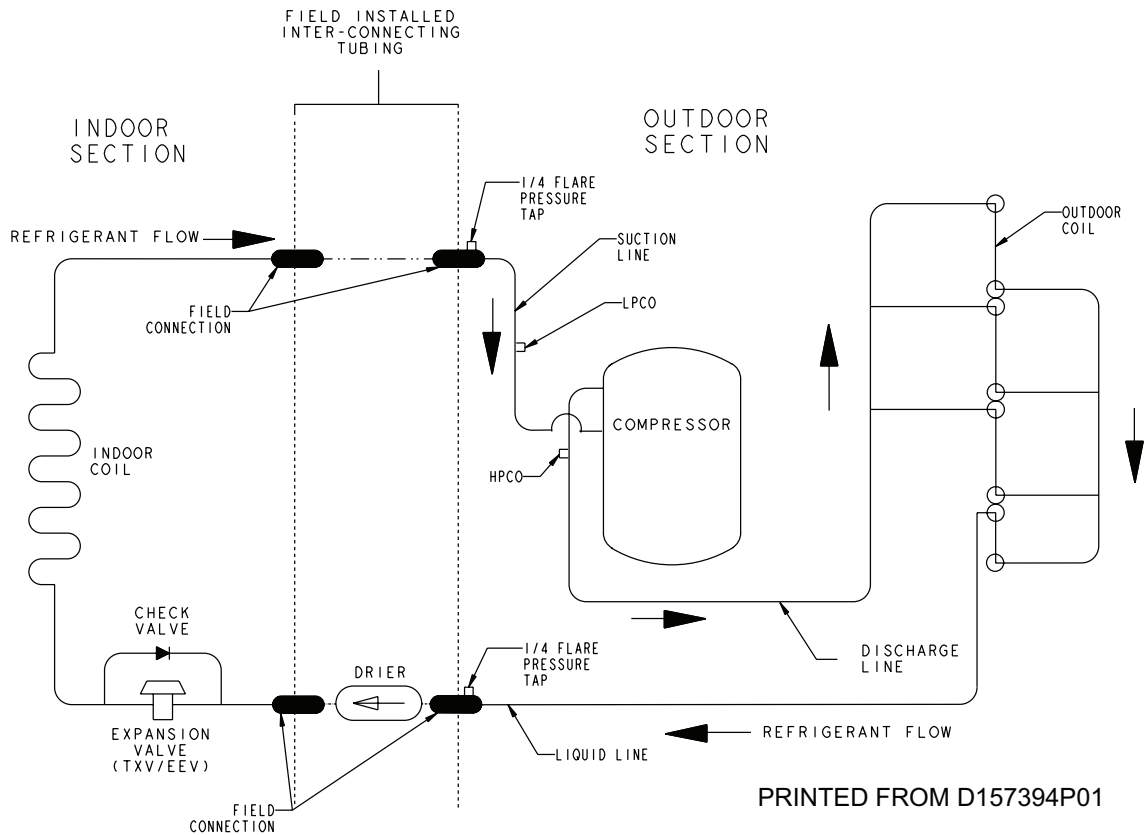 FIELD INSTALLED
INTER-CONNECTING
TUBING
INDOOR
SECTION
OUTDOOR
SECTION
1/4 FLARE
PRESSURE
TAP
OUTDOOR
COIL
REFRIGERANT FLOW
SUCTION
LINE
FIELD
CONNECTION
LPCO
COMPRESSOR
INDOOR
COIL
HPCO
CHECK
VALVE
DRIER
1/4 FLARE
PRESSURE
TAP
DISCHARGE
LINE
EXPANSION
VALVE
(TXV/EEV)
LIQUID LINE
REFRIGERANT FLOW
FIELD
CONNECTION
PRINTED FROM D157394P01